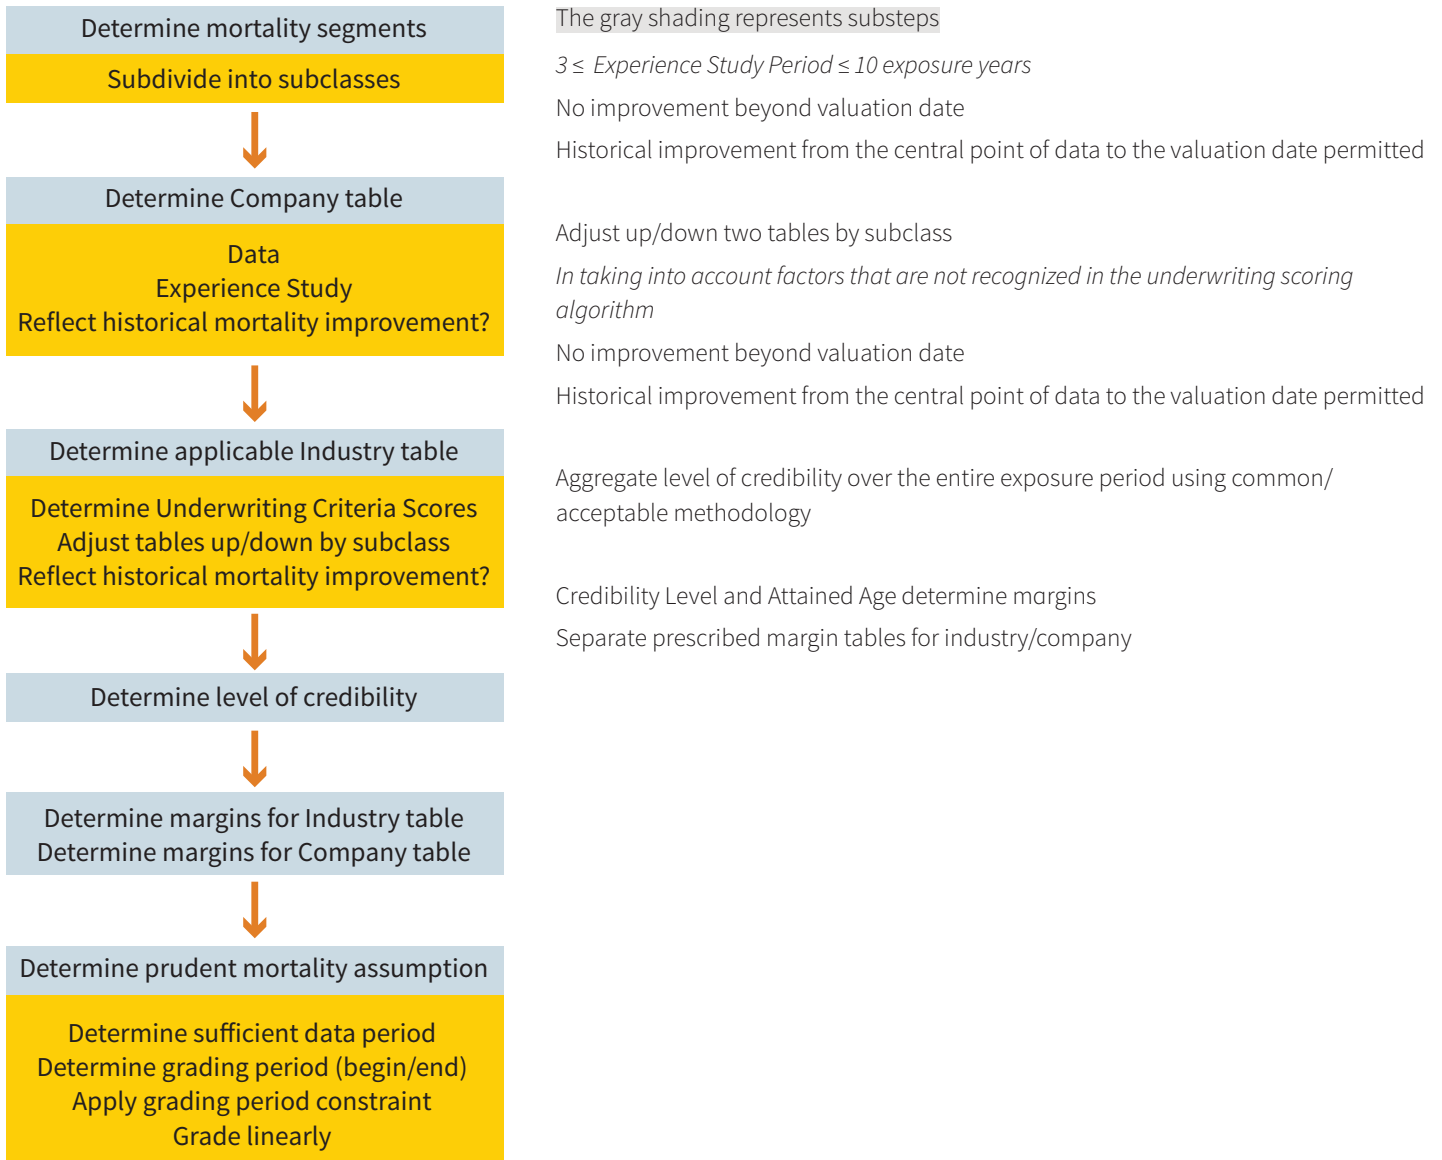 Determine mortality segments
Subdivide into subclasses
Determine Company table
Data
Experience Study
Reflect historical mortality improvement?
Determine applicable Industry table
Determine Underwriting Criteria Scores
Adjust tables up/down by subclass
Reflect historical mortality improvement?
Determine level of credibility
Determine margins for Industry table
Determine margins for Company table
Determine prudent mortality assumption
Determine sufficient data period
Determine grading period (begin/end)
Apply grading period constraint
Grade linearly
The gray shading represents substeps
3 ≤ Experience Study Period ≤ 10 exposure years
No improvement beyond valuation date
Historical improvement from the central point of data to the valuation date permitted
Adjust up/down two tables by subclass
In taking into account factors that are not recognized in the underwriting scoring
algorithm
No improvement beyond valuation date
Historical improvement from the central point of data to the valuation date permitted
Aggregate level of credibility over the entire exposure period using common/
acceptable methodology
Credibility Level and Attained Age determine margins
Separate prescribed margin tables for industry/company